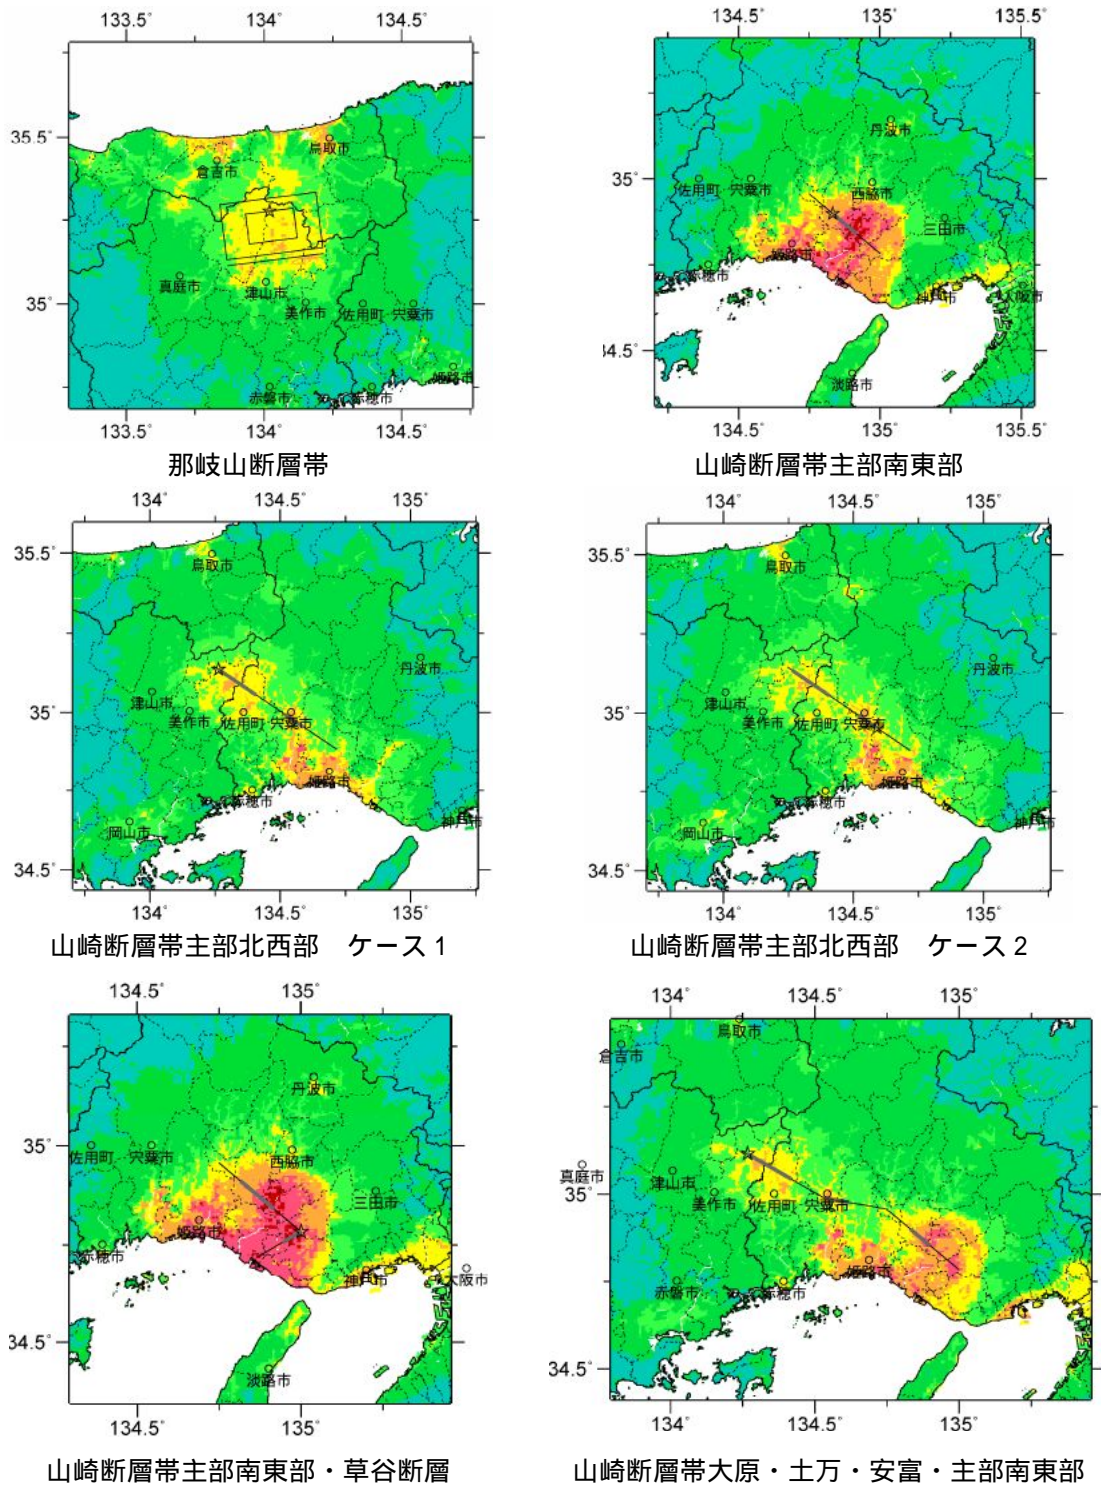 133.5° 134° 134.5°
35.5°
鳥取市
倉吉市
真庭市
津山市
35°
美作市 佐用町 宍粟市
姫路市
赤磐市 赤穂市
133.5° 134° 134.5°
那岐山断層帯
134.5° 135° 135.5°
丹波市
35°
佐用町 宍粟市 西脇市
三田市
姫路市
赤穂市
神戸市 大阪市
34.5°
淡路市
134.5° 135° 135.5°
山崎断層帯主部南東部
134° 134.5° 135°
35.5°
鳥取市
丹波市
津山市
35°
美作市 佐用町 宍粟市
姫路市
赤穂市
岡山市 神戸市
34.5°
134° 134.5° 135°
山崎断層帯主部北西部 ケース1
134° 134.5° 135°
35.5°
鳥取市
丹波市
津山市
35°
美作市 佐用町 宍粟市
姫路市
赤穂市
岡山市 神戸市
34.5°
134° 134.5° 135°
山崎断層帯主部北西部 ケース2
134.5° 135°
丹波市
35°
佐用町 宍粟市 西脇市
三田市
姫路市
赤穂市
神戸市 大阪市
34.5°
淡路市
134.5° 135°
山崎断層帯主部南東部・草谷断層
134° 134.5° 135°
鳥取市
倉吉市
真庭市
津山市
35°
美作市 佐用町 宍粟市
姫路市
赤磐市 赤穂市
34.5°
134° 134.5° 135°
山崎断層帯大原・土万・安富・主部南東部